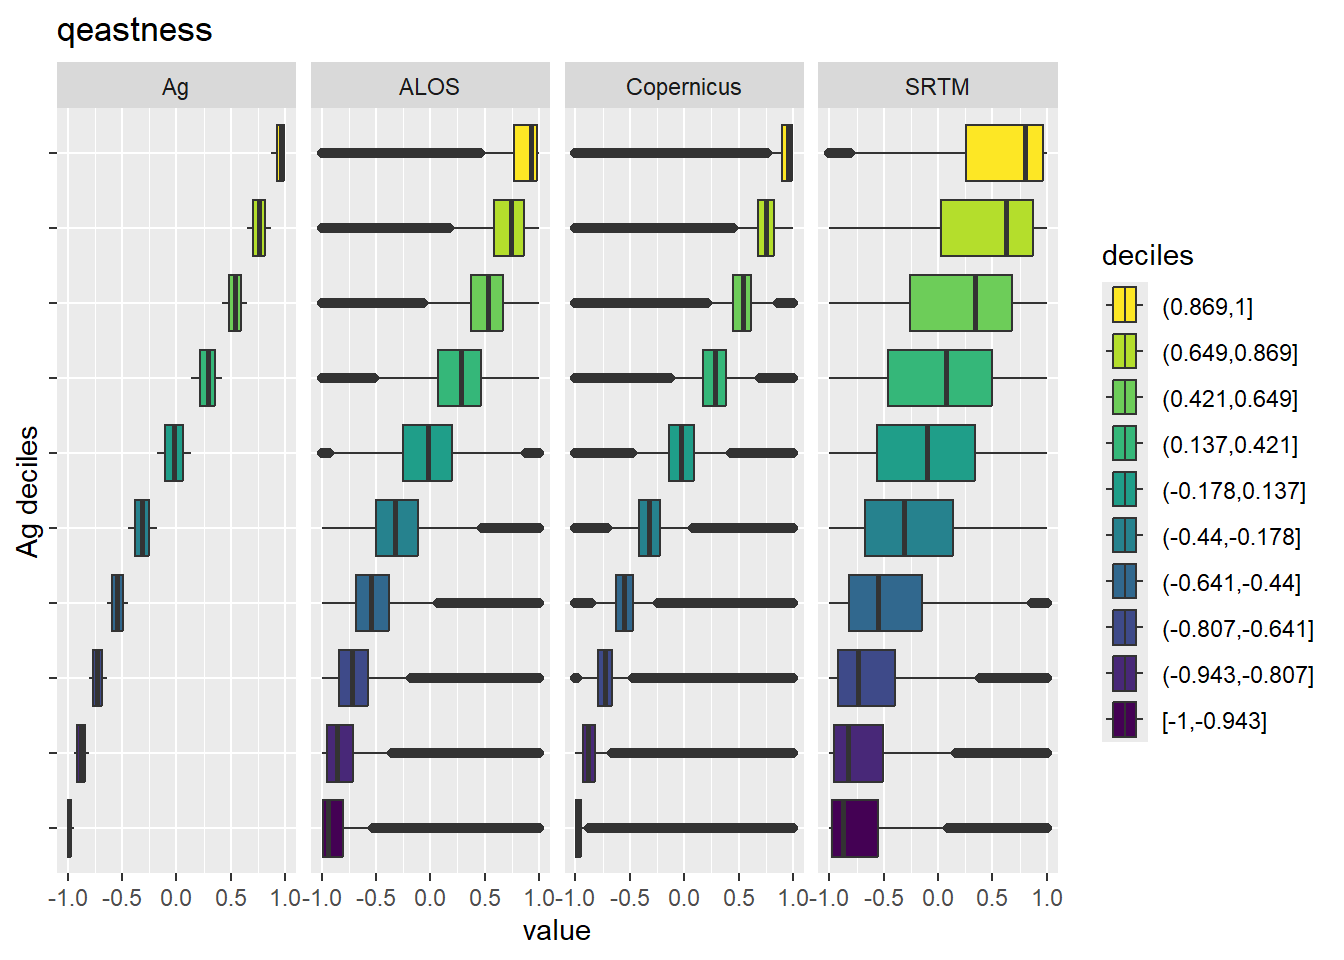 qeastness
Ag
ALOS
Copernicus
SRTM
Ag deciles
-1.0 -0.5 0.0 0.5 1.0
-1.0 -0.5 0.0 0.5 1.0
-1.0 -0.5 0.0 0.5 1.0
-1.0 -0.5 0.0 0.5 1.0
value
deciles
(0.869,1]
(0.649,0.869]
(0.421,0.649]
(0.137,0.421]
(-0.178,0.137]
(-0.44,-0.178]
(-0.641,-0.44]
(-0.807,-0.641]
(-0.943,-0.807]
[-1,-0.943]